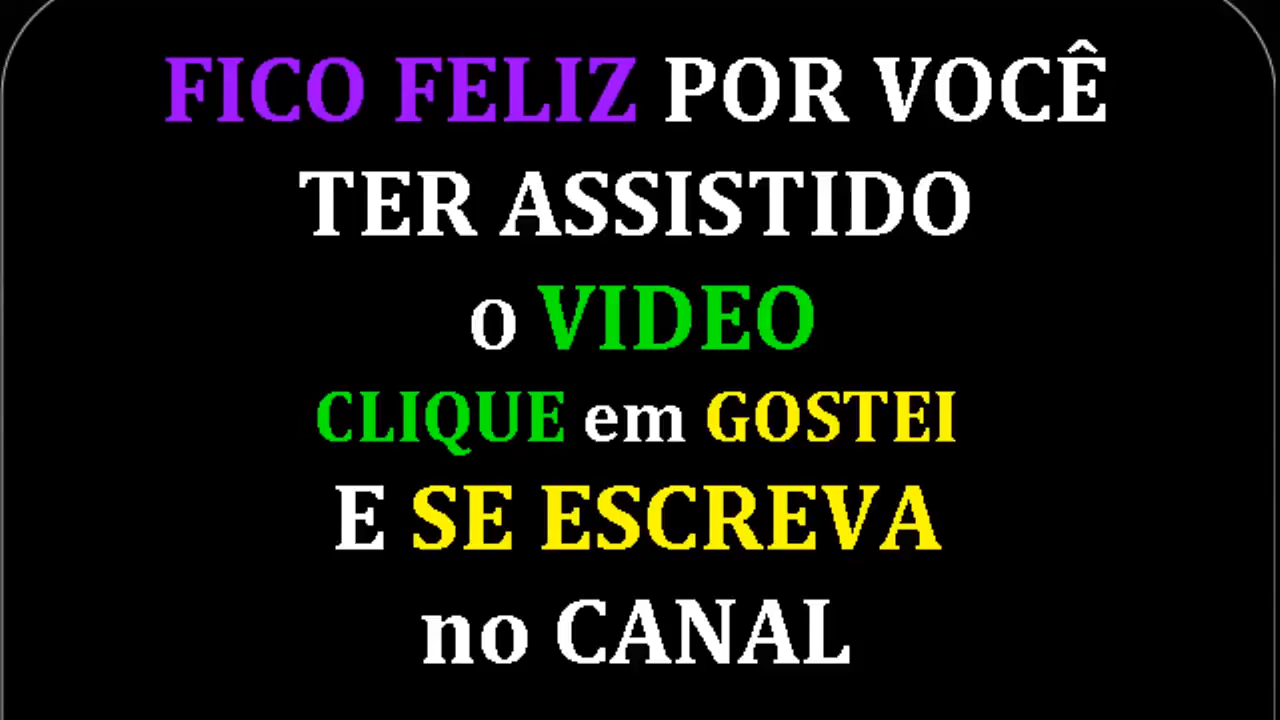 FICO FELIZ POR VOCÊ
TER ASSISTIDO
o VIDEO
CLIQUE em GOSTEI
E SE ESCREVA
no CANAL